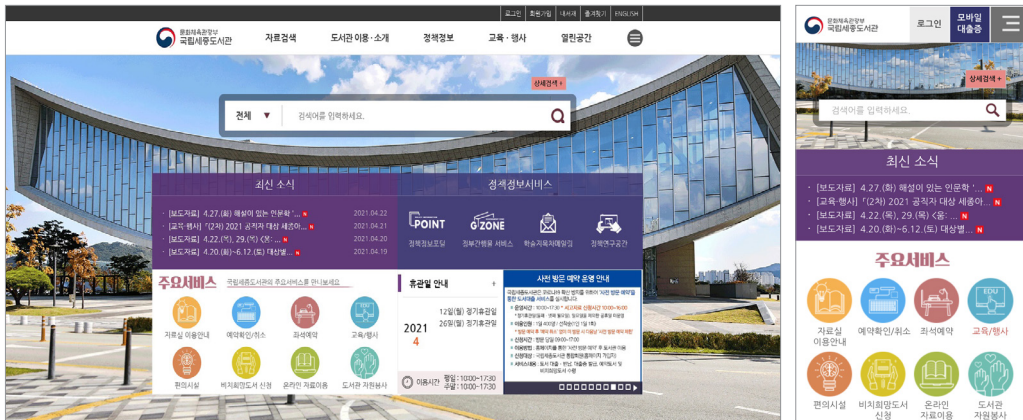 로그인 회원가입 내서재 즐겨찾기 ENGLISH
문화체육관광부
국립세종도서관
자료검색 도서관 이용·소개 정책정보 교육·행사 열린공간
상세검색 +
전체 ▼ 검색어를 입력하세요.
최신 소식
· [보도자료] 4.27.(화) 해설이 있는 인문학 '... N 2021.04.22
· [교육·행사] 「(2차) 2021 공직자 대상 세종아... N 2021.04.21
· [보도자료] 4.22.(목), 29.(목) <옴: ... N 2021.04.20
· [보도자료] 4.20.(화)~6.12.(토) 대상별... N 2021.04.19
정책정보서비스
POINT
정책정보포털
G'ZONE
정부간행물 서비스
학술지목차메일링
정책연구공간
주요서비스 국립세종도서관의 주요서비스를 만나보세요
자료실 이용안내 예약확인/취소 좌석예약 교육/행사
편의시설 비치희망도서 신청 온라인 자료이용 도서관 자원봉사
휴관일 안내 +
2021
4
12일(월) 정기휴관일
26일(월) 정기휴관일
이용시간 평일 : 10:00~17:30
주말 : 10:00~17:30
사전 방문 예약 운영 안내
문화체육관광부
국립세종도서관
로그인
모바일
대출증
상세검색 +
검색어를 입력하세요.
최신 소식
· [보도자료] 4.27.(화) 해설이 있는 인문학 '... N
· [교육·행사] 「(2차) 2021 공직자 대상 세종아... N
· [보도자료] 4.22.(목), 29.(목) <옴: ... N
· [보도자료] 4.20.(화)~6.12.(토) 대상별... N
주요서비스
EDU
자료실
이용안내
예약확인/취소
좌석예약
교육/행사
편의시설
비치희망도서
신청
온라인
자료이용
도서관
자원봉사